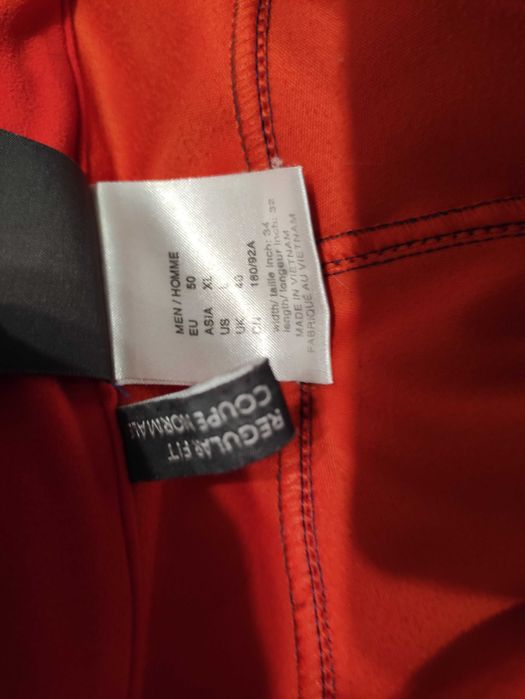 MEN / HOMME
EU 50
ASIA XL
US L
UK 40
CN 180/92A
width/ taille inch: 34
length/ longeur inch: 32
MADE IN VIETNAM
FABRIQUÉ AU VIETNAM
REGULAR FIT
COUPE NORMALE